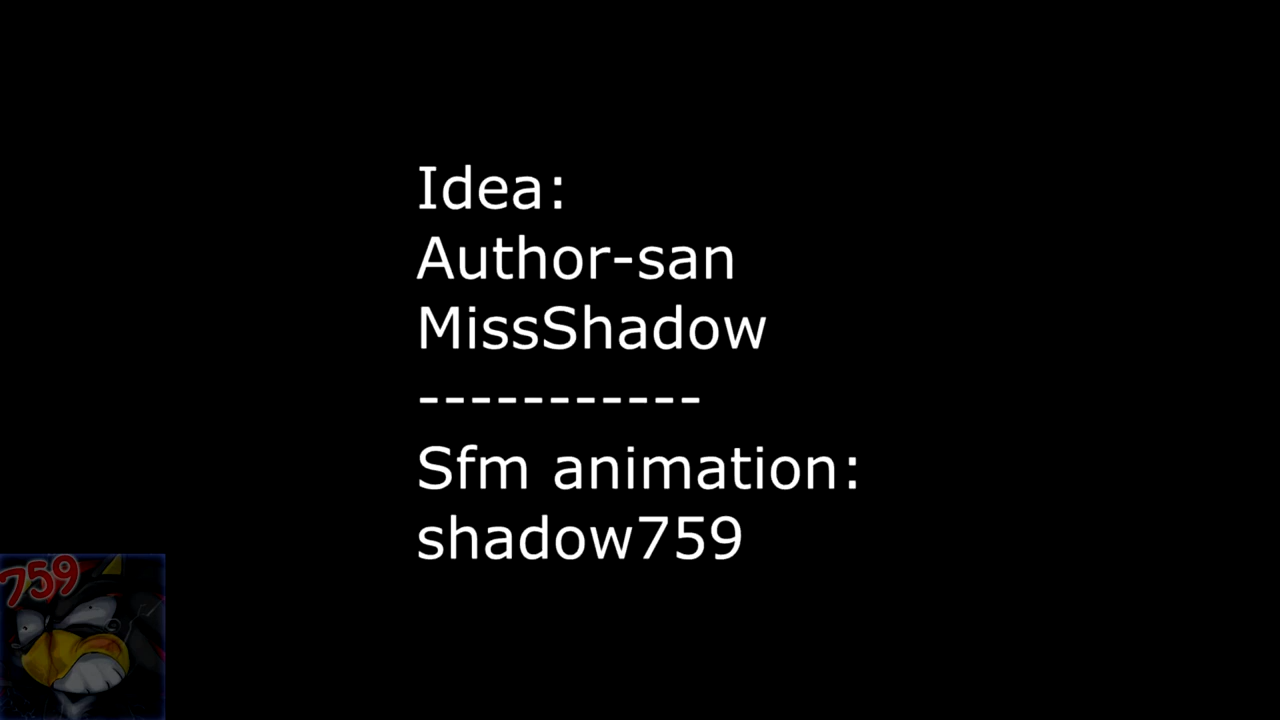 Idea:
Author-san
MissShadow
-----------
Sfm animation:
shadow759
759